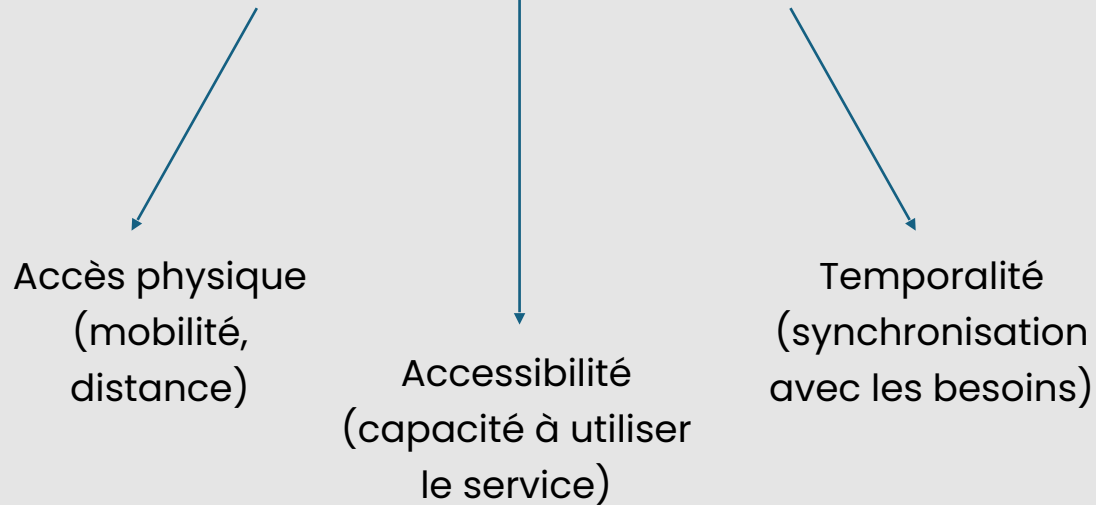 Accès physique
(mobilité,
distance)
Accessibilité
(capacité à utiliser
le service)
Temporalité
(synchronisation
avec les besoins)